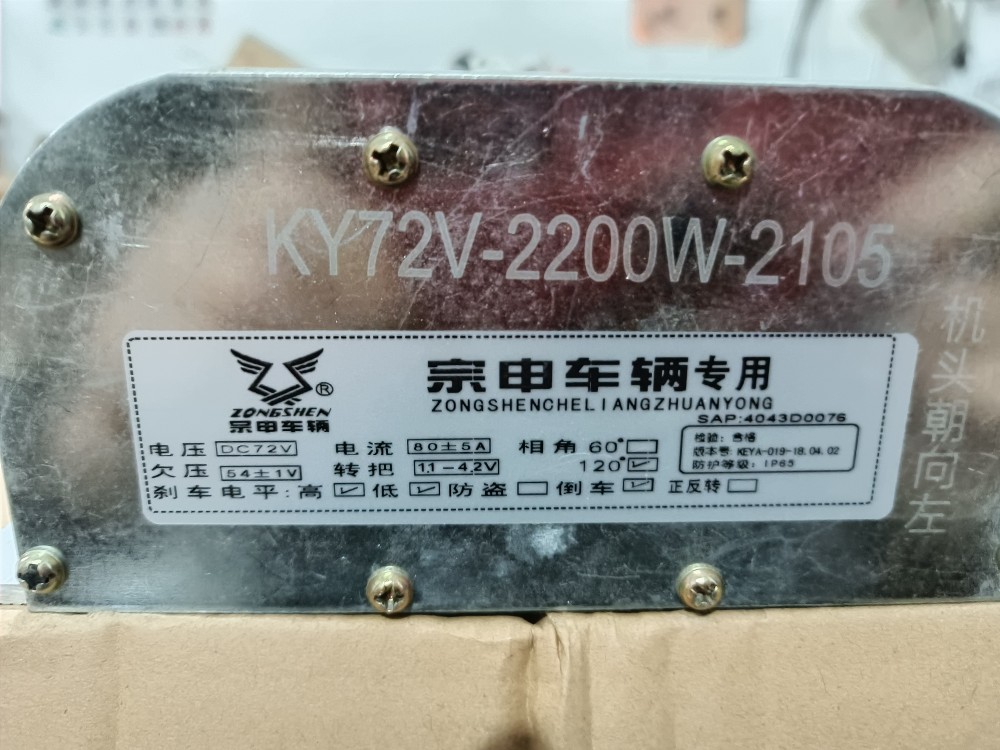 KY72V-2200W-2105
机头朝向左
ZONGSHEN
宗申车辆
®
宗申车辆专用
ZONGSHENCHELIANGZHUANYONG
SAP:4043D0076
电压 DC72V 电流 80±5A 相角 60°
欠压 54±1V 转把 1.1-4.2V 120°
检验：合格
版本号：KEYA-019-18.04.02
防护等级：IP65
刹车电平：高 低 防盗 倒车 正反转